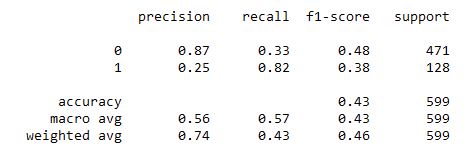 precision recall f1-score support
0 0.87 0.33 0.48 471
1 0.25 0.82 0.38 128
accuracy 0.43 599
macro avg 0.56 0.57 0.43 599
weighted avg 0.74 0.43 0.46 599